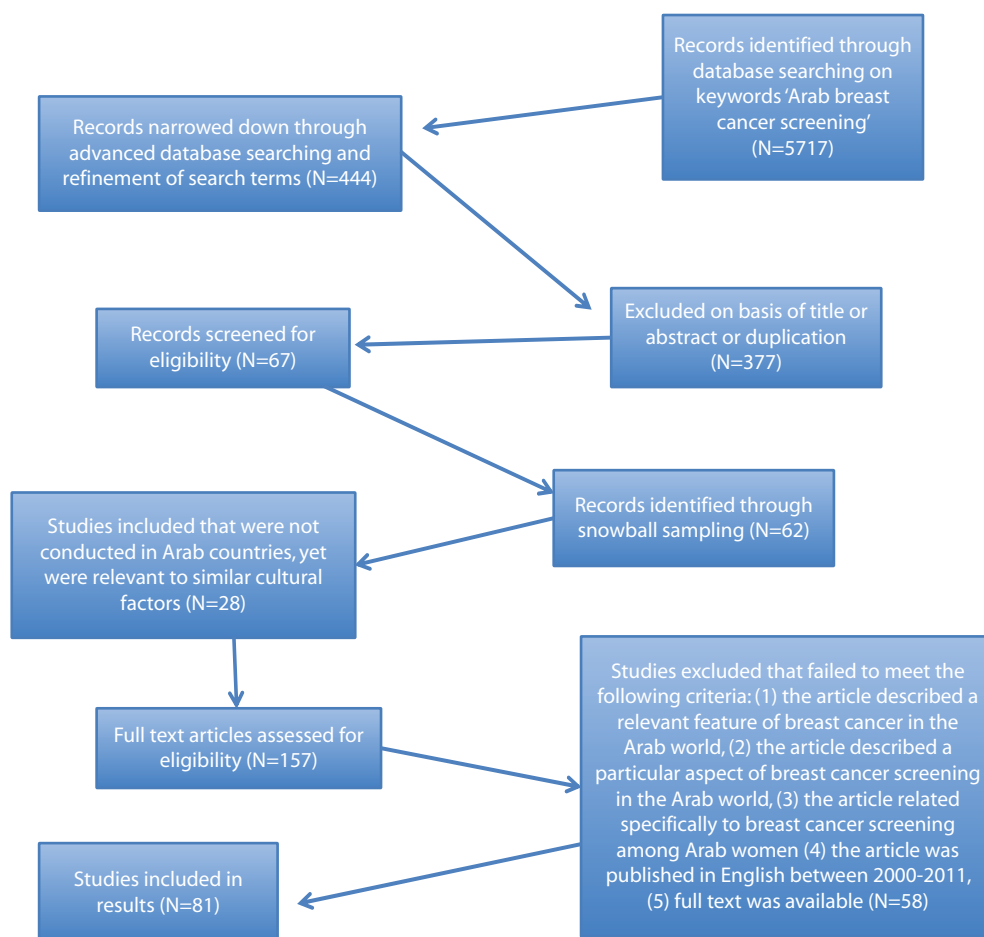 Records identified through
database searching on
keywords ‘Arab breast
cancer screening’
(N=5717)
Records narrowed down through
advanced database searching and
refinement of search terms (N=444)
Excluded on basis of title or
abstract or duplication
(N=377)
Records screened for
eligibility (N=67)
Records identified through
snowball sampling (N=62)
Studies included that were not
conducted in Arab countries, yet
were relevant to similar cultural
factors (N=28)
Full text articles assessed for
eligibility (N=157)
Studies excluded that failed to meet the
following criteria: (1) the article described a
relevant feature of breast cancer in the
Arab world, (2) the article described a
particular aspect of breast cancer screening
in the Arab world, (3) the article related
specifically to breast cancer screening
among Arab women (4) the article was
published in English between 2000-2011,
(5) full text was available (N=58)
Studies included in
results (N=81)